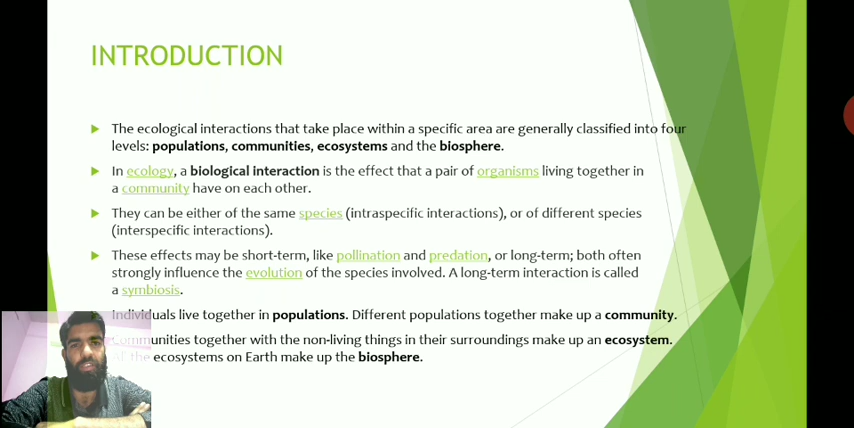 INTRODUCTION
The ecological interactions that take place within a specific area are generally classified into four
levels: populations, communities, ecosystems and the biosphere.
In ecology, a biological interaction is the effect that a pair of organisms living together in
a community have on each other.
They can be either of the same species (intraspecific interactions), or of different species
(interspecific interactions).
These effects may be short-term, like pollination and predation, or long-term; both often
strongly influence the evolution of the species involved. A long-term interaction is called
a symbiosis.
Individuals live together in populations. Different populations together make up a community.
Communities together with the non-living things in their surroundings make up an ecosystem.
All the ecosystems on Earth make up the biosphere.